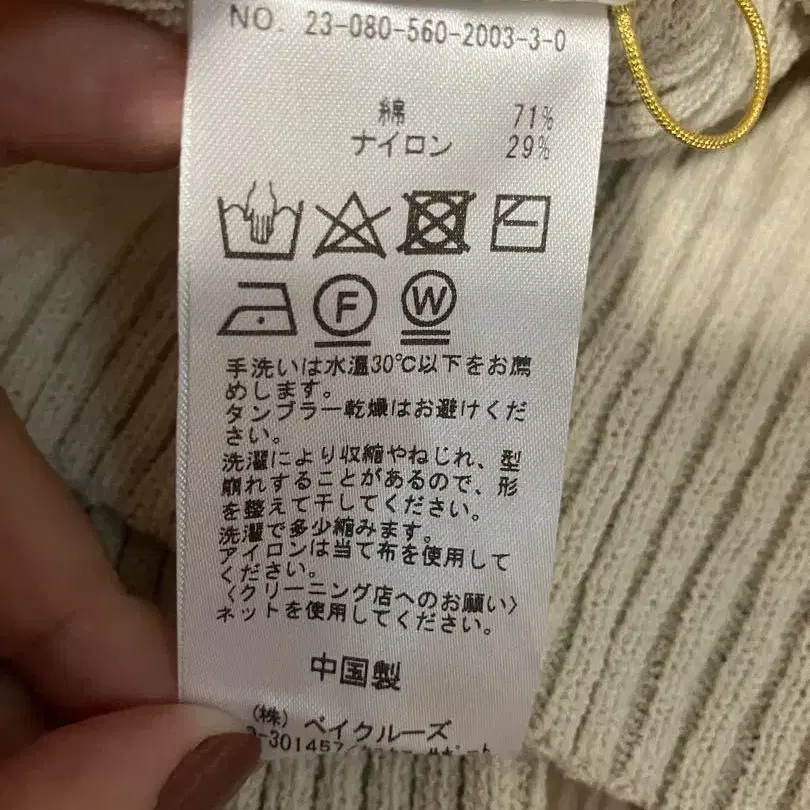 NO. 23-080-560-2003-3-0
綿 71%
ナイロン 29%
F W
手洗いは水温30℃以下をお薦
めします。
タンブラー乾燥はお避けくだ
さい。
洗濯により収縮やねじれ、型
崩れすることがあるので、形
を整えて干してください。
洗濯で多少縮みます。
アイロンは当て布を使用して
ください。
〈クリーニング店へのお願い〉
ネットを使用してください。
中国製
(株) ベイクルーズ
-301457